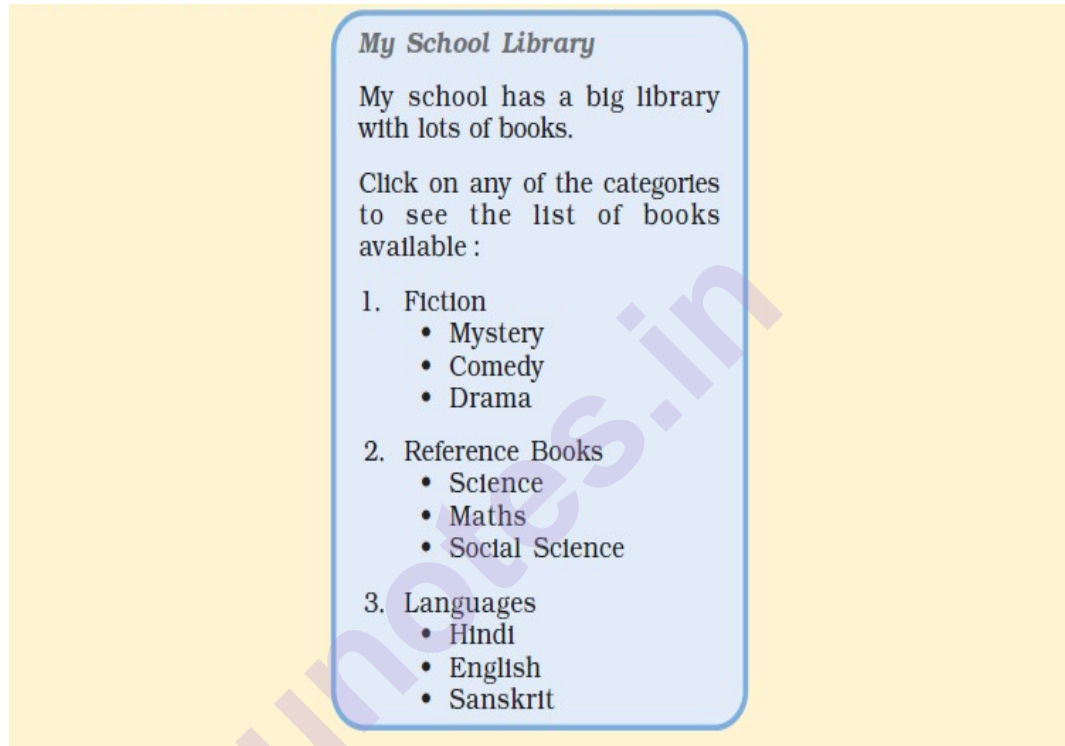 My School Library
My school has a big library
with lots of books.
Click on any of the categories
to see the list of books
available :
1. Fiction
• Mystery
• Comedy
• Drama
2. Reference Books
• Science
• Maths
• Social Science
3. Languages
• Hindi
• English
• Sanskrit
unotes.in